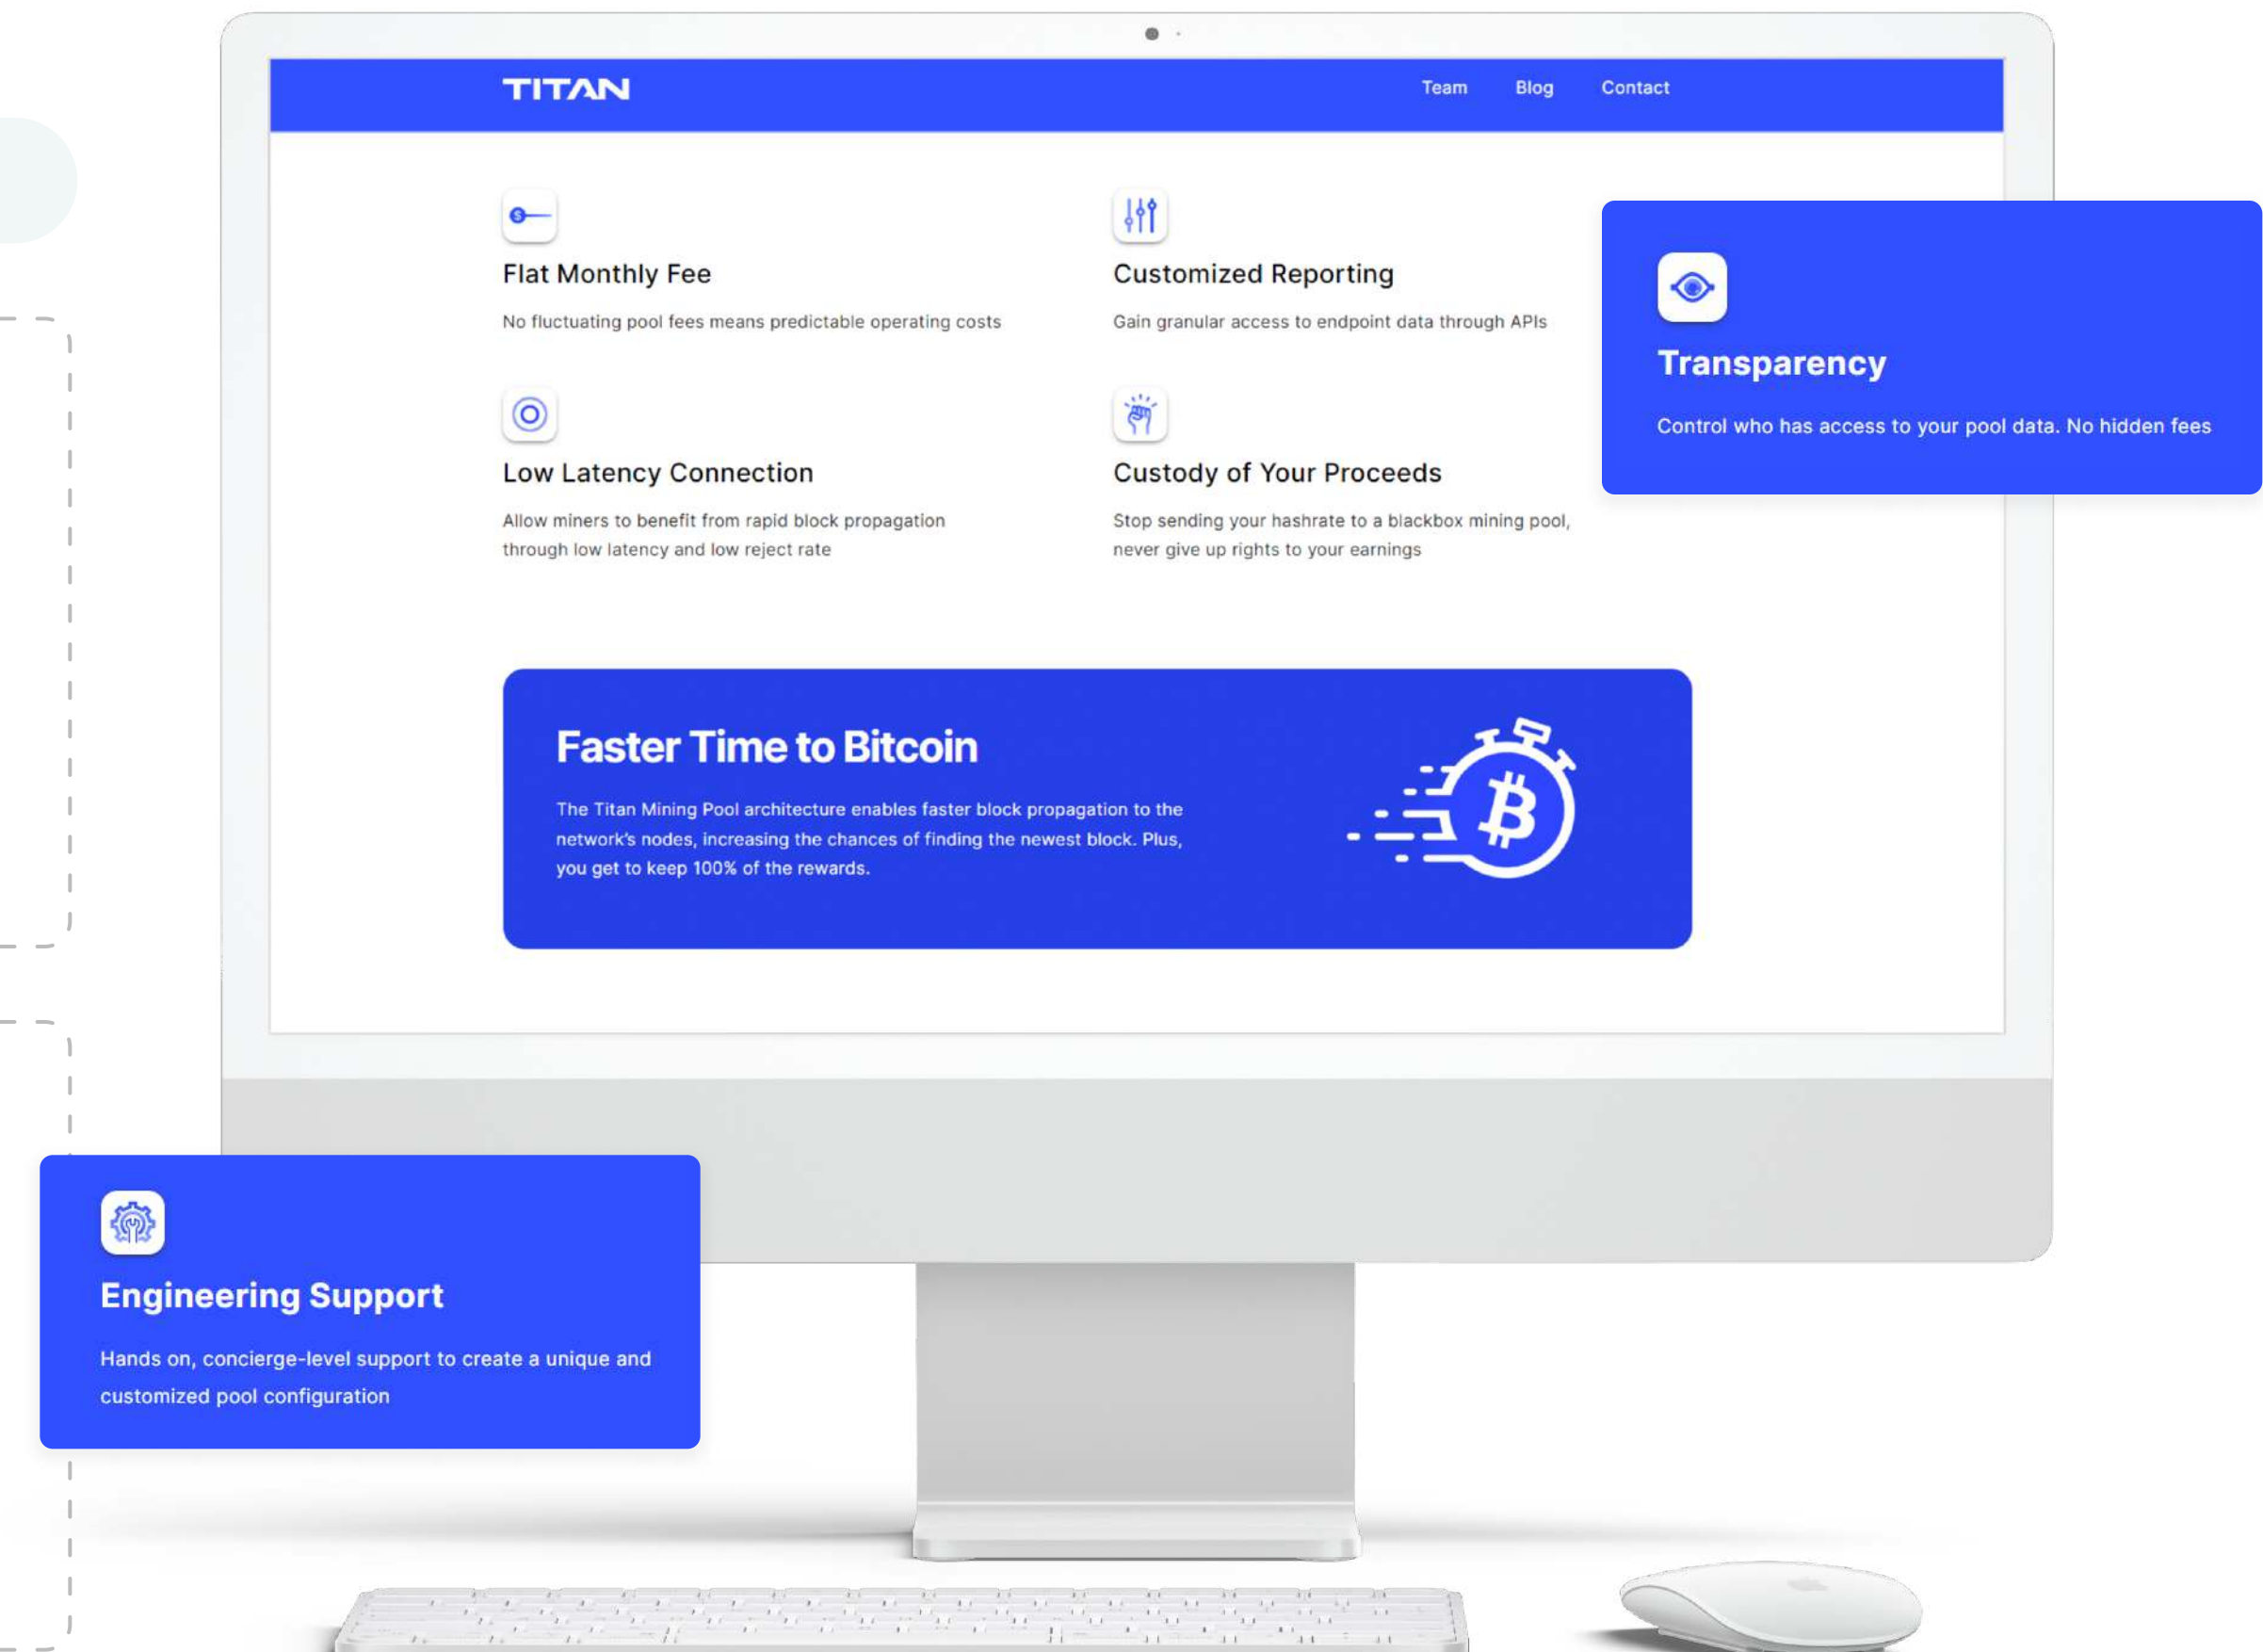 TITAN
Team Blog Contact
Flat Monthly Fee
No fluctuating pool fees means predictable operating costs
Customized Reporting
Gain granular access to endpoint data through APIs
Transparency
Control who has access to your pool data. No hidden fees
Low Latency Connection
Allow miners to benefit from rapid block propagation
through low latency and low reject rate
Custody of Your Proceeds
Stop sending your hashrate to a blackbox mining pool,
never give up rights to your earnings
Faster Time to Bitcoin
The Titan Mining Pool architecture enables faster block propagation to the
network's nodes, increasing the chances of finding the newest block. Plus,
you get to keep 100% of the rewards.
Engineering Support
Hands on, concierge-level support to create a unique and
customized pool configuration